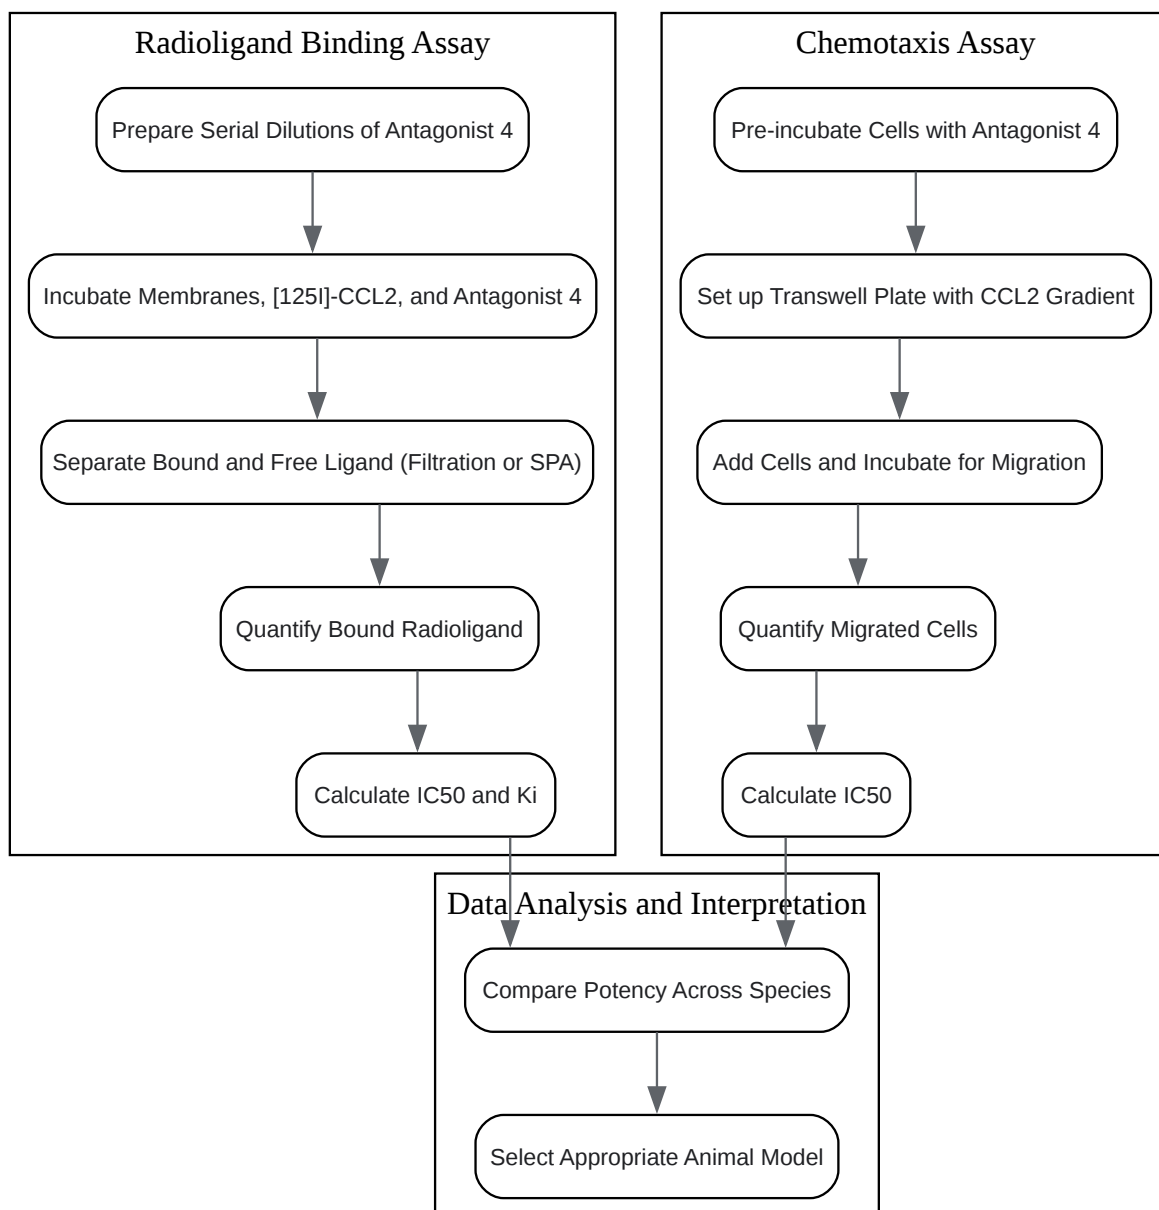 Radioligand Binding Assay
Prepare Serial Dilutions of Antagonist 4
Incubate Membranes, [125I]-CCL2, and Antagonist 4
Separate Bound and Free Ligand (Filtration or SPA)
Quantify Bound Radioligand
Calculate IC50 and Ki
Chemotaxis Assay
Pre-incubate Cells with Antagonist 4
Set up Transwell Plate with CCL2 Gradient
Add Cells and Incubate for Migration
Quantify Migrated Cells
Calculate IC50
Data Analysis and Interpretation
Compare Potency Across Species
Select Appropriate Animal Model